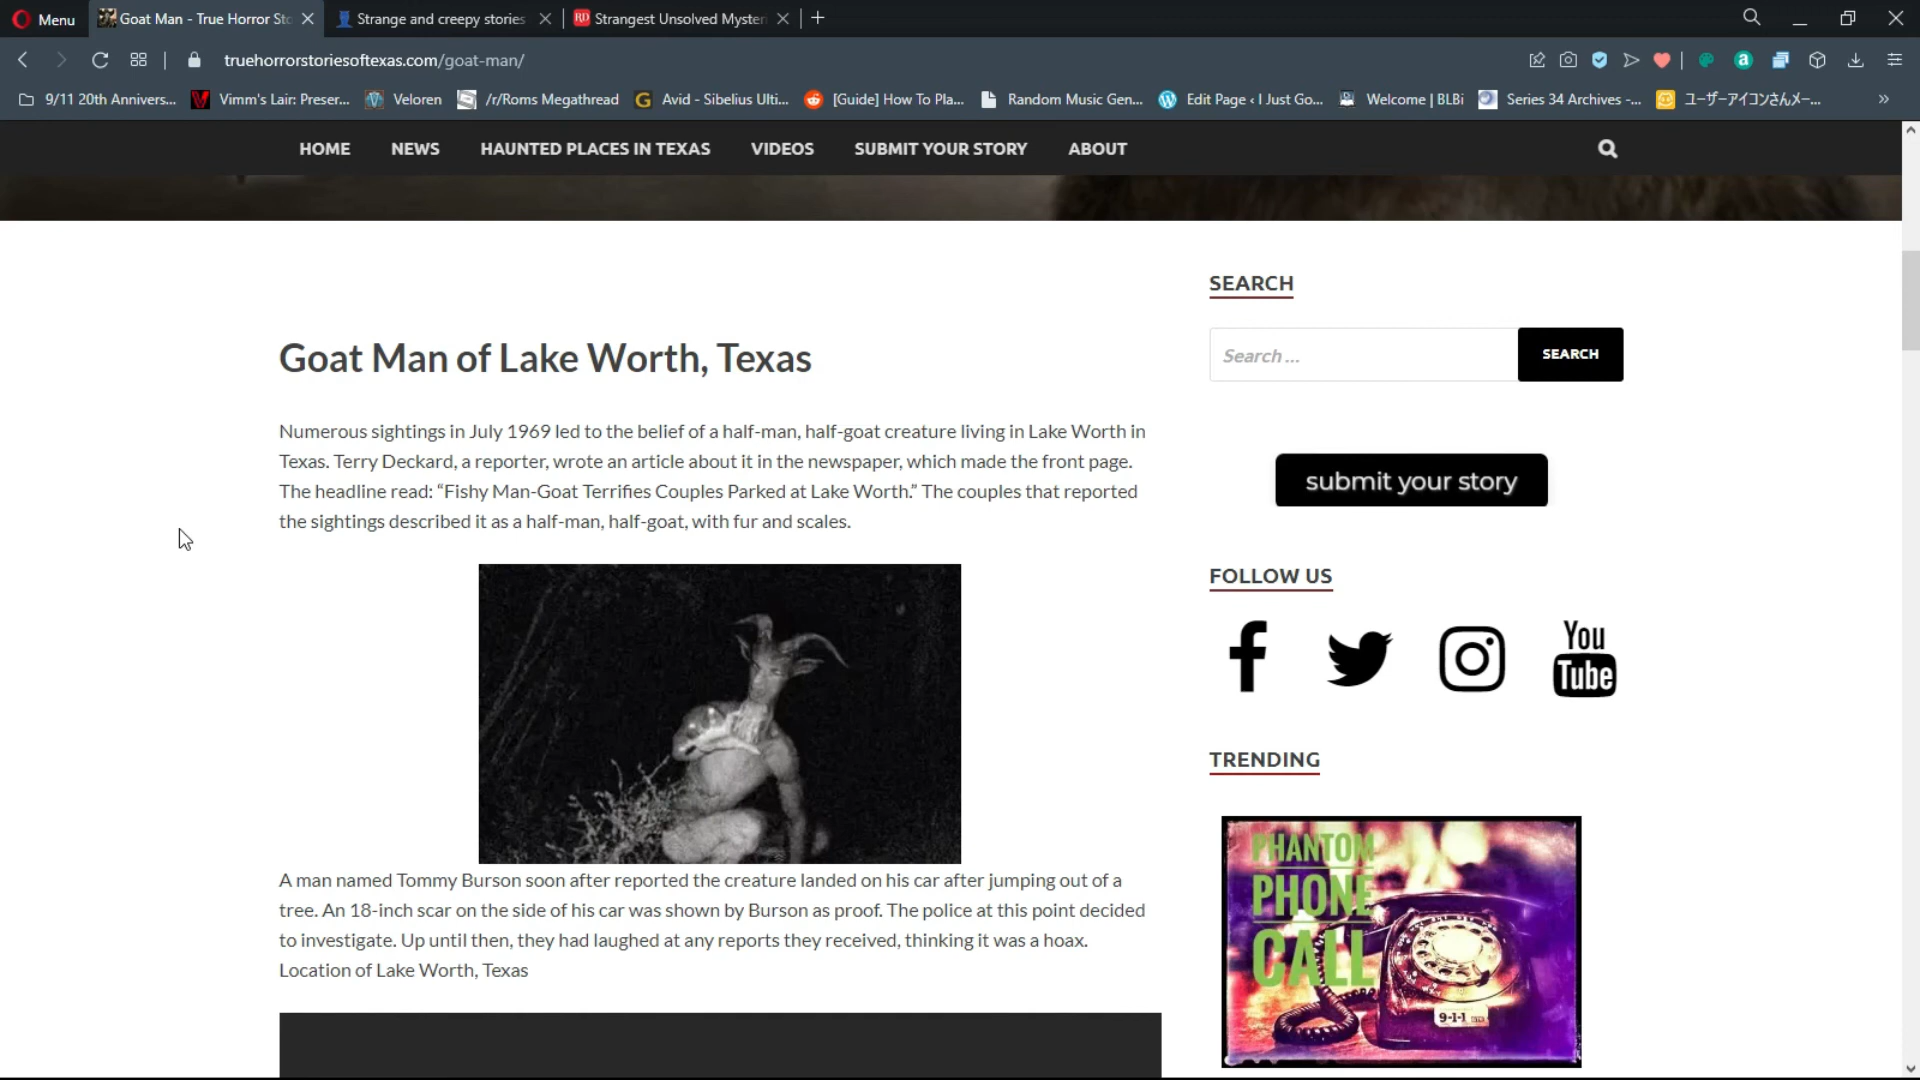 Menu
Goat Man - True Horror Sto
Strange and creepy stories
RD
Strangest Unsolved Myster
truehorrorstoriesoftexas.com/goat-man/
a
9/11 20th Annivers...
Vimm's Lair: Preser...
Veloren
/r/Roms Megathread
G
Avid - Sibelius Ulti...
[Guide] How To Pla...
Random Music Gen...
Edit Page ‹ I Just Go...
Welcome | BLBi
Series 34 Archives -...
ユーザーアイコンさんメー...
»
HOME
NEWS
HAUNTED PLACES IN TEXAS
VIDEOS
SUBMIT YOUR STORY
ABOUT
Goat Man of Lake Worth, Texas
Numerous sightings in July 1969 led to the belief of a half-man, half-goat creature living in Lake Worth in
Texas. Terry Deckard, a reporter, wrote an article about it in the newspaper, which made the front page.
The headline read: “Fishy Man-Goat Terrifies Couples Parked at Lake Worth.” The couples that reported
the sightings described it as a half-man, half-goat, with fur and scales.
A man named Tommy Burson soon after reported the creature landed on his car after jumping out of a
tree. An 18-inch scar on the side of his car was shown by Burson as proof. The police at this point decided
to investigate. Up until then, they had laughed at any reports they received, thinking it was a hoax.
Location of Lake Worth, Texas
SEARCH
Search ...
SEARCH
submit your story
FOLLOW US
You
Tube
TRENDING
PHANTOM
PHONE
CALL
9-1-1